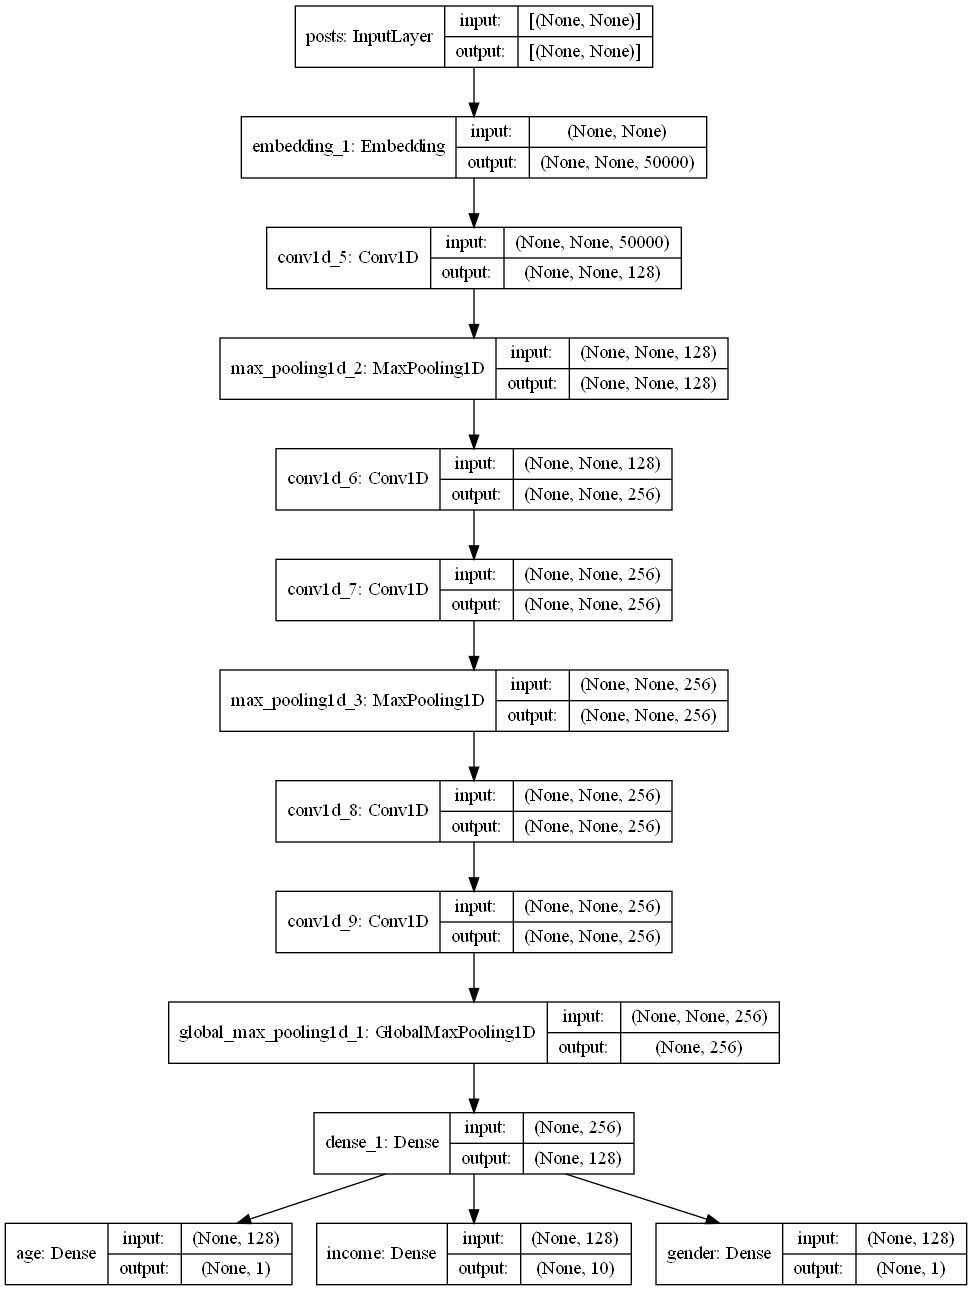 posts: InputLayer
input: [(None, None)]
output: [(None, None)]
embedding_1: Embedding
input: (None, None)
output: (None, None, 50000)
conv1d_5: Conv1D
input: (None, None, 50000)
output: (None, None, 128)
max_pooling1d_2: MaxPooling1D
input: (None, None, 128)
output: (None, None, 128)
conv1d_6: Conv1D
input: (None, None, 128)
output: (None, None, 256)
conv1d_7: Conv1D
input: (None, None, 256)
output: (None, None, 256)
max_pooling1d_3: MaxPooling1D
input: (None, None, 256)
output: (None, None, 256)
conv1d_8: Conv1D
input: (None, None, 256)
output: (None, None, 256)
conv1d_9: Conv1D
input: (None, None, 256)
output: (None, None, 256)
global_max_pooling1d_1: GlobalMaxPooling1D
input: (None, None, 256)
output: (None, 256)
dense_1: Dense
input: (None, 256)
output: (None, 128)
age: Dense
input: (None, 128)
output: (None, 1)
income: Dense
input: (None, 128)
output: (None, 10)
gender: Dense
input: (None, 128)
output: (None, 1)